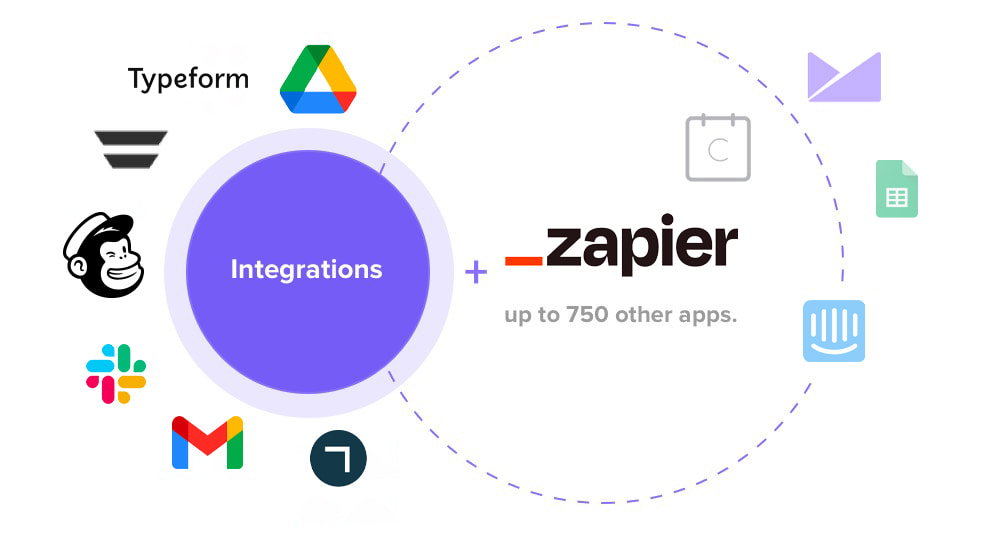 Typeform
C
Integrations
+
_zapier
up to 750 other apps.